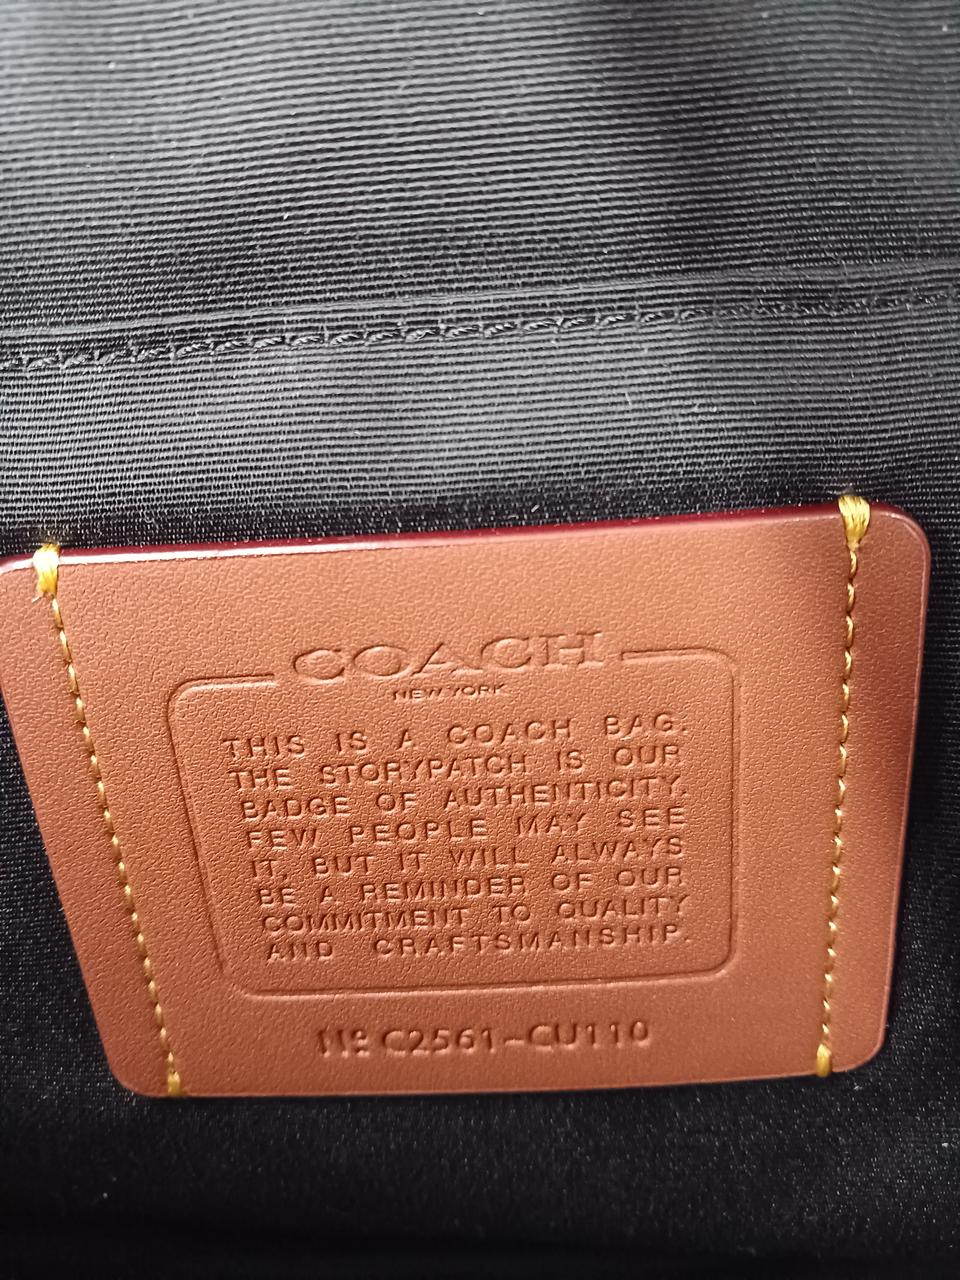 COACH
NEW YORK
THIS IS A COACH BAG.
THE STORYPATCH IS OUR
BADGE OF AUTHENTICITY.
FEW PEOPLE MAY SEE
IT, BUT IT WILL ALWAYS
BE A REMINDER OF OUR
COMMITMENT TO QUALITY
AND CRAFTSMANSHIP.
Nº C2561-CU110